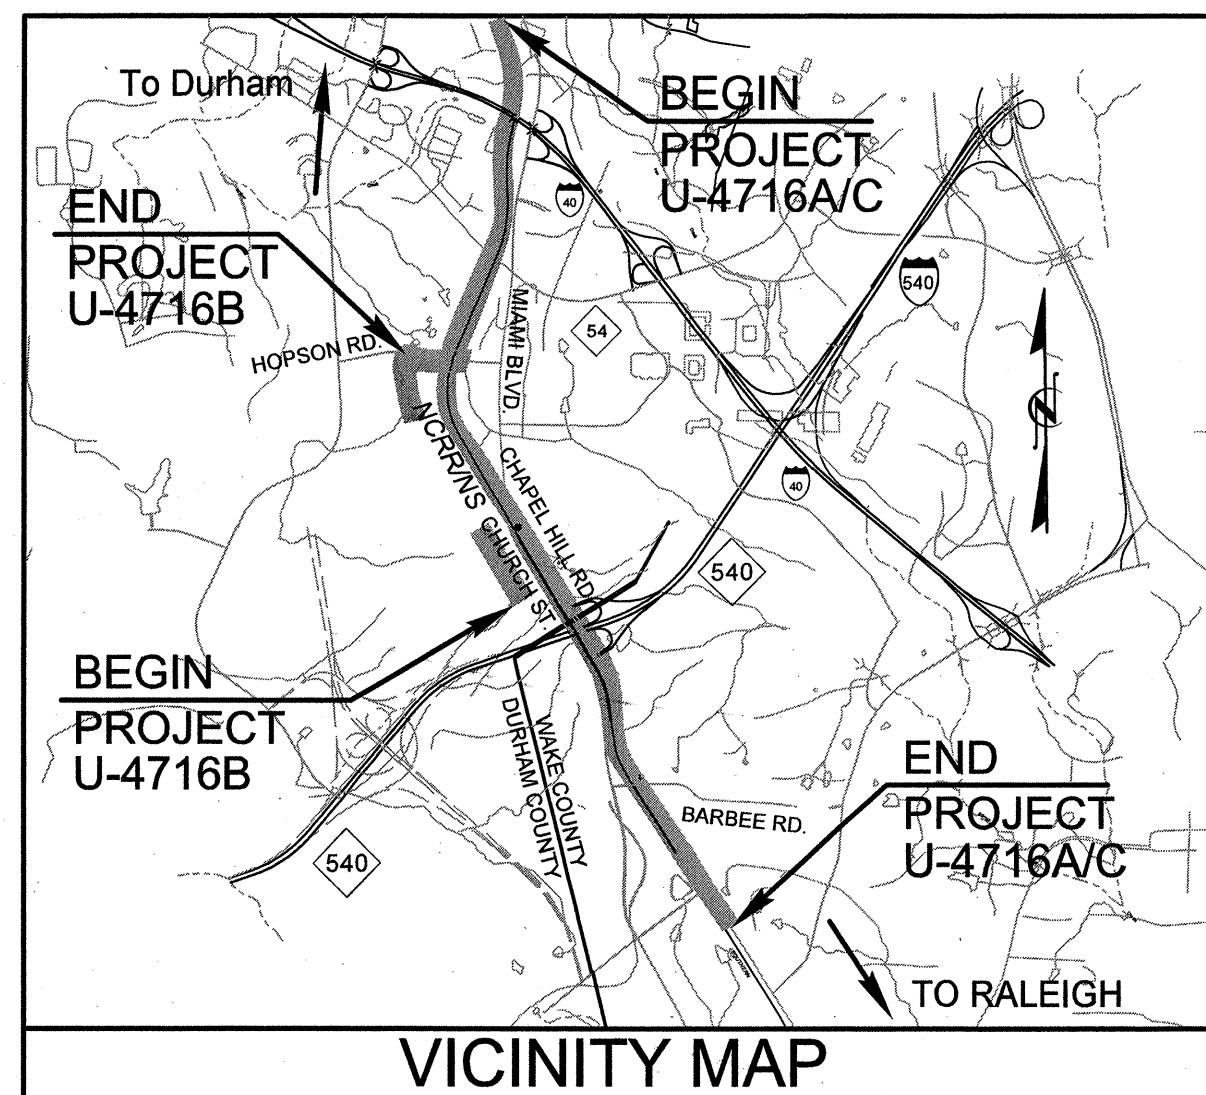 To Durham
BEGIN
PROJECT
U-4716A/C
END
PROJECT
U-4716B
40
540
HOPSON RD.
MIAMI BLVD.
54
N
NCRR/NS
CHAPEL HILL RD.
CHURCH ST.
40
540
BEGIN
PROJECT
U-4716B
WAKE COUNTY
DURHAM COUNTY
END
PROJECT
U-4716A/C
BARBEE RD.
540
TO RALEIGH
VICINITY MAP